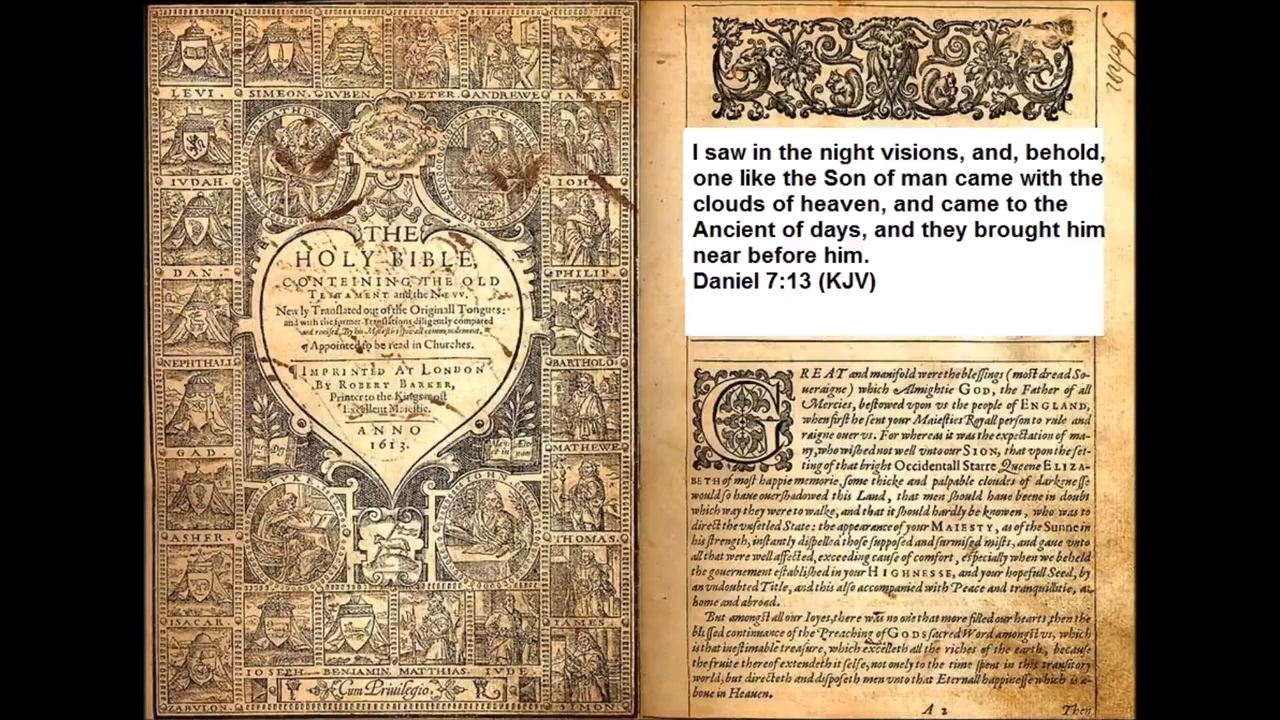 LEVI. SIMEON. RVBEN. PETER. ANDREWE IAMES.
MATHE
MARC
IVDAH.
IOHN
DAN.
PHILIP.
NEPHTHALI
BARTHOLO
GAD.
MATHEWE
ASHER.
THOMAS.
ISACAR.
IAMES
LVKE
IOHN
THE
HOLY BIBLE,
CONTEINING THE OLD
TESTAMENT and the NEVV.
Newly Translated out of the Originall Tongues:
and with the former Translations diligently compared
and reuised, By his Maiesties speciall commandement.
¶ Appointed to be read in Churches.
IMPRINTED AT LONDON
BY ROBERT BARKER,
Printer to the Kings most
Excellent Maiestie.
ANNO
1613.
IOSEPH. BENJAMIN. MATTHIAS. IVDE
ZABVLON.
Cum Priuilegio.
SIMON.
I saw in the night visions, and, behold,
one like the Son of man came with the
clouds of heaven, and came to the
Ancient of days, and they brought him
near before him.
Daniel 7:13 (KJV)
GREAT and manifold were the blessings (most dread So-
ueraigne) which Almightie GOD, the Father of all
Mercies, bestowed vpon vs the people of ENGLAND,
when first he sent your Maiesties Royall person to rule and
raigne ouer vs. For whereas it was the expectation of ma-
ny, who wished not well vnto our SION, that vpon the set-
ting of that bright Occidentall Starre Queene ELIZA-
BETH of most happie memorie, some thicke and palpable cloudes of darkenesse
would so haue ouershadowed this Land, that men should haue beene in doubt
which way they were to walke, and that it should hardly be knowen, who was to
direct the vnsetled State: the appearance of your MAIESTY, as of the Sunne in
his strength, instantly dispelled those supposed and surmised mists, and gaue vnto
all that were well affected, exceeding cause of comfort, especially when we beheld
the gouernement established in your HIGHNESSE, and your hopefull Seed, by
an vndoubted Title, and this also accompanied with Peace and tranquillitie, at
home and abroad.
But amongst all our Ioyes, there was no one that more filled our hearts, then the
blessed continuance of the Preaching of GODS sacred Word amongst vs, which
is that inestimable treasure, which excelleth all the riches of the earth, because
the fruite thereof extendeth it selfe, not onely to the time spent in this transitory
world, but directeth and disposeth men vnto that Eternall happinesse which is a-
boue in Heauen.
A 2 Then